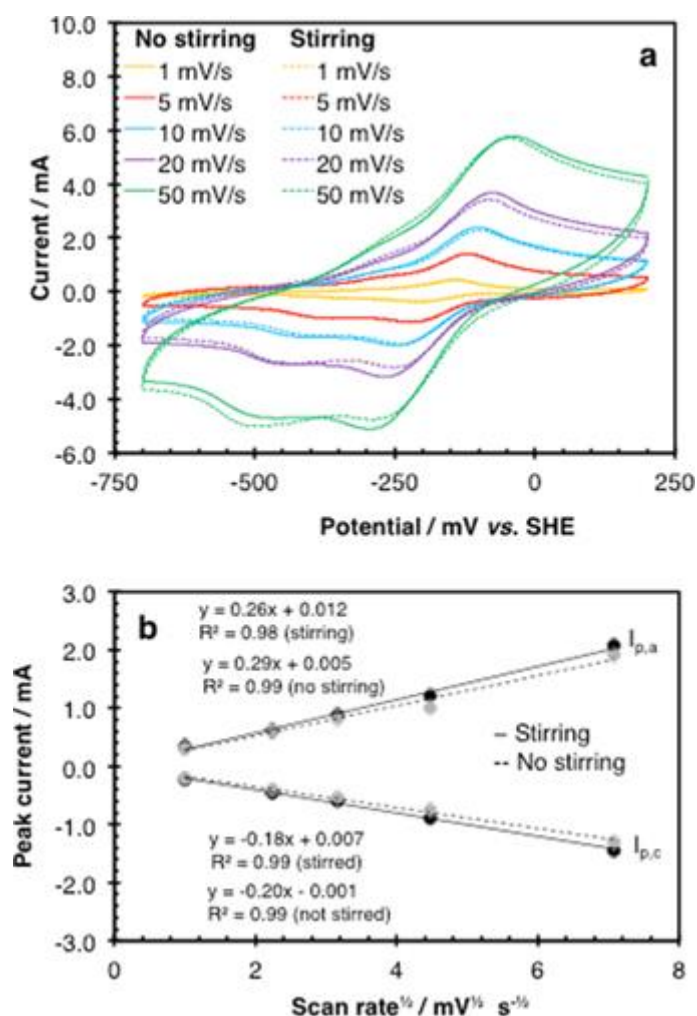 10.0
8.0
6.0
4.0
2.0
0.0
-2.0
-4.0
-6.0
Current / mA
No stirring Stirring
1 mV/s 1 mV/s
5 mV/s 5 mV/s
10 mV/s 10 mV/s
20 mV/s 20 mV/s
50 mV/s 50 mV/s
a
-750 -500 -250 0 250
Potential / mV vs. SHE
3.0
2.0
1.0
0.0
-1.0
-2.0
-3.0
Peak current / mA
b
y = 0.26x + 0.012
R² = 0.98 (stirring)
y = 0.29x + 0.005
R² = 0.99 (no stirring)
Ip,a
– Stirring
-- No stirring
y = -0.18x + 0.007
R² = 0.99 (stirred)
y = -0.20x - 0.001
R² = 0.99 (not stirred)
Ip,c
0 2 4 6 8
Scan rate½ / mV½ s-½